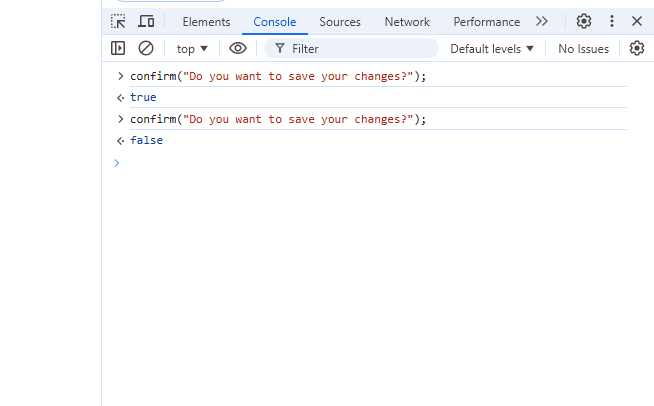 Elements Console Sources Network Performance
top Filter Default levels No Issues
confirm("Do you want to save your changes?");
true
confirm("Do you want to save your changes?");
false